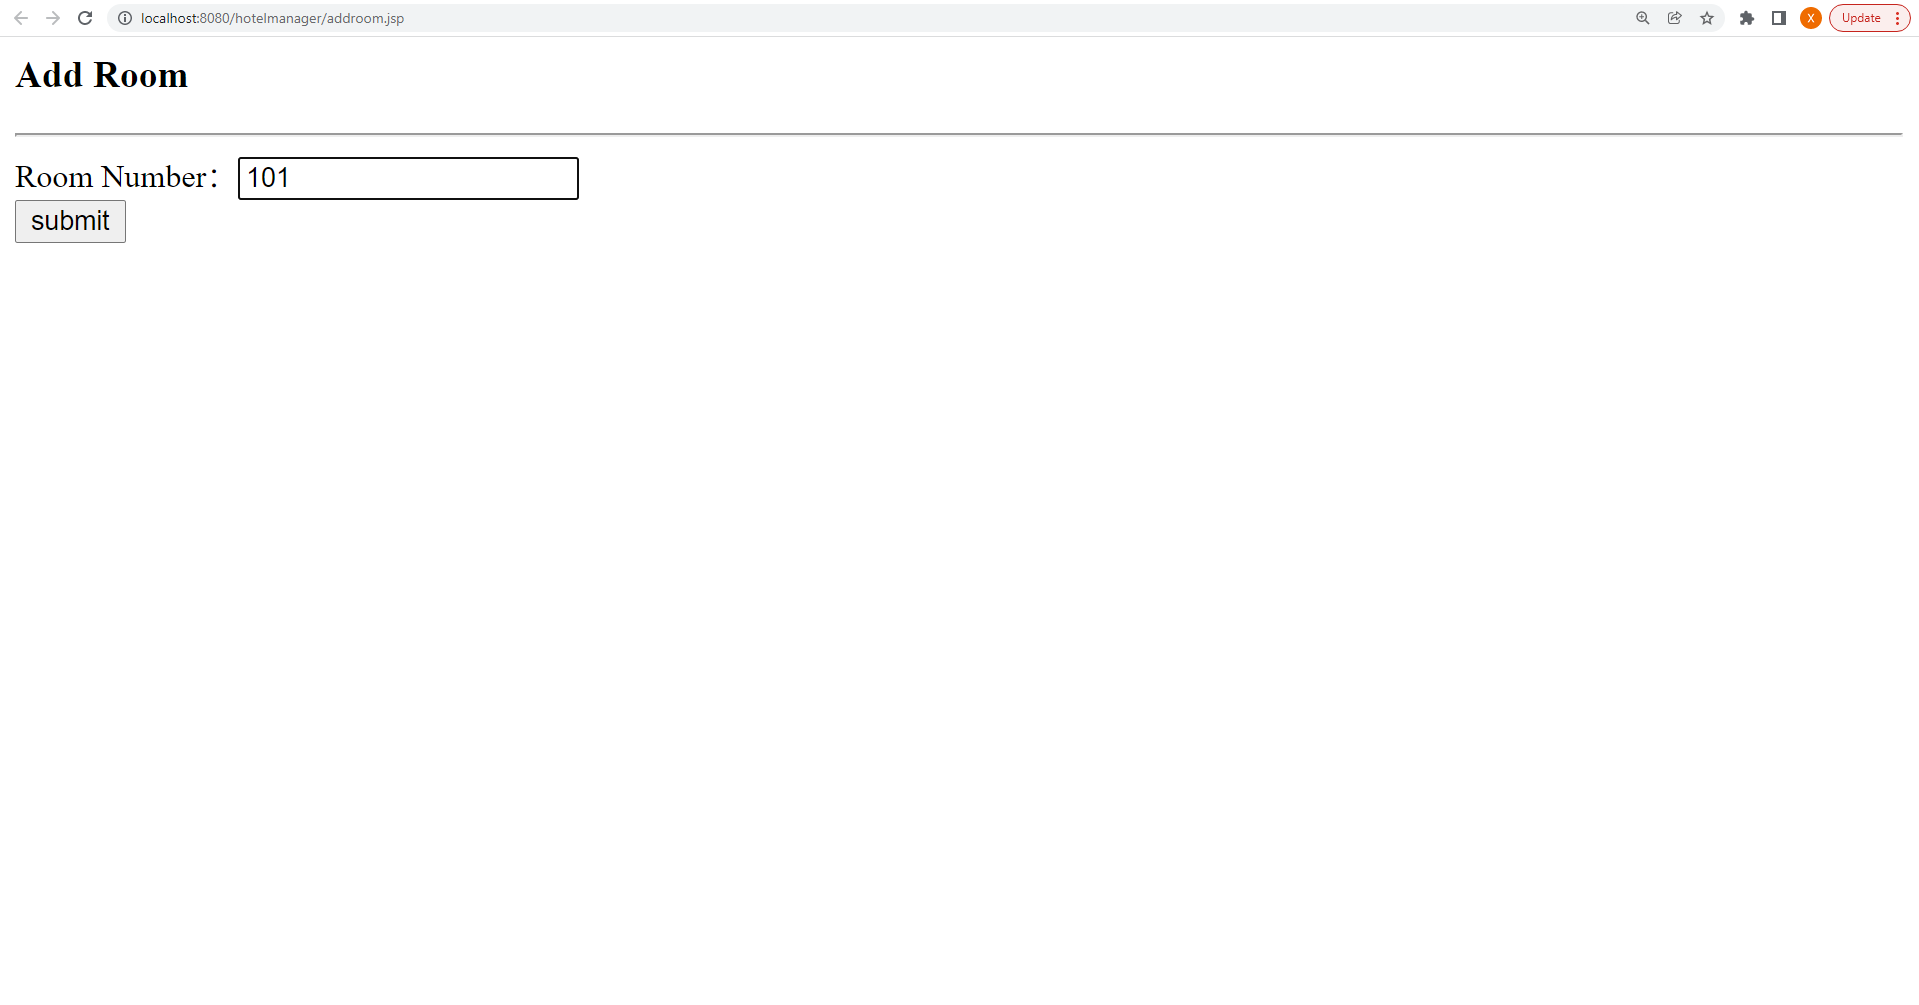 localhost:8080/hotelmanager/addroom.jsp
X
Update
Add Room
Room Number： 101
submit